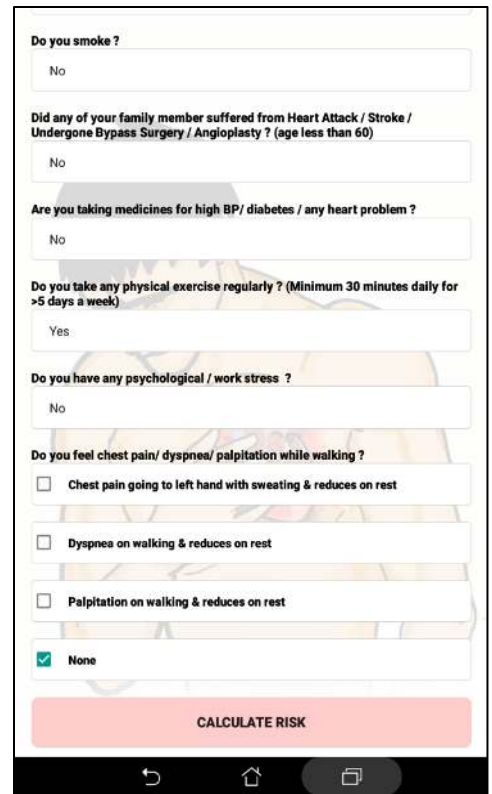 Do you smoke ?
No
Did any of your family member suffered from Heart Attack / Stroke /
Undergone Bypass Surgery / Angioplasty ? (age less than 60)
No
Are you taking medicines for high BP/ diabetes / any heart problem ?
No
Do you take any physical exercise regularly ? (Minimum 30 minutes daily for
>5 days a week)
Yes
Do you have any psychological / work stress  ?
No
Do you feel chest pain/ dyspnea/ palpitation while walking ?
Chest pain going to left hand with sweating & reduces on rest
Dyspnea on walking & reduces on rest
Palpitation on walking & reduces on rest
None
CALCULATE RISK